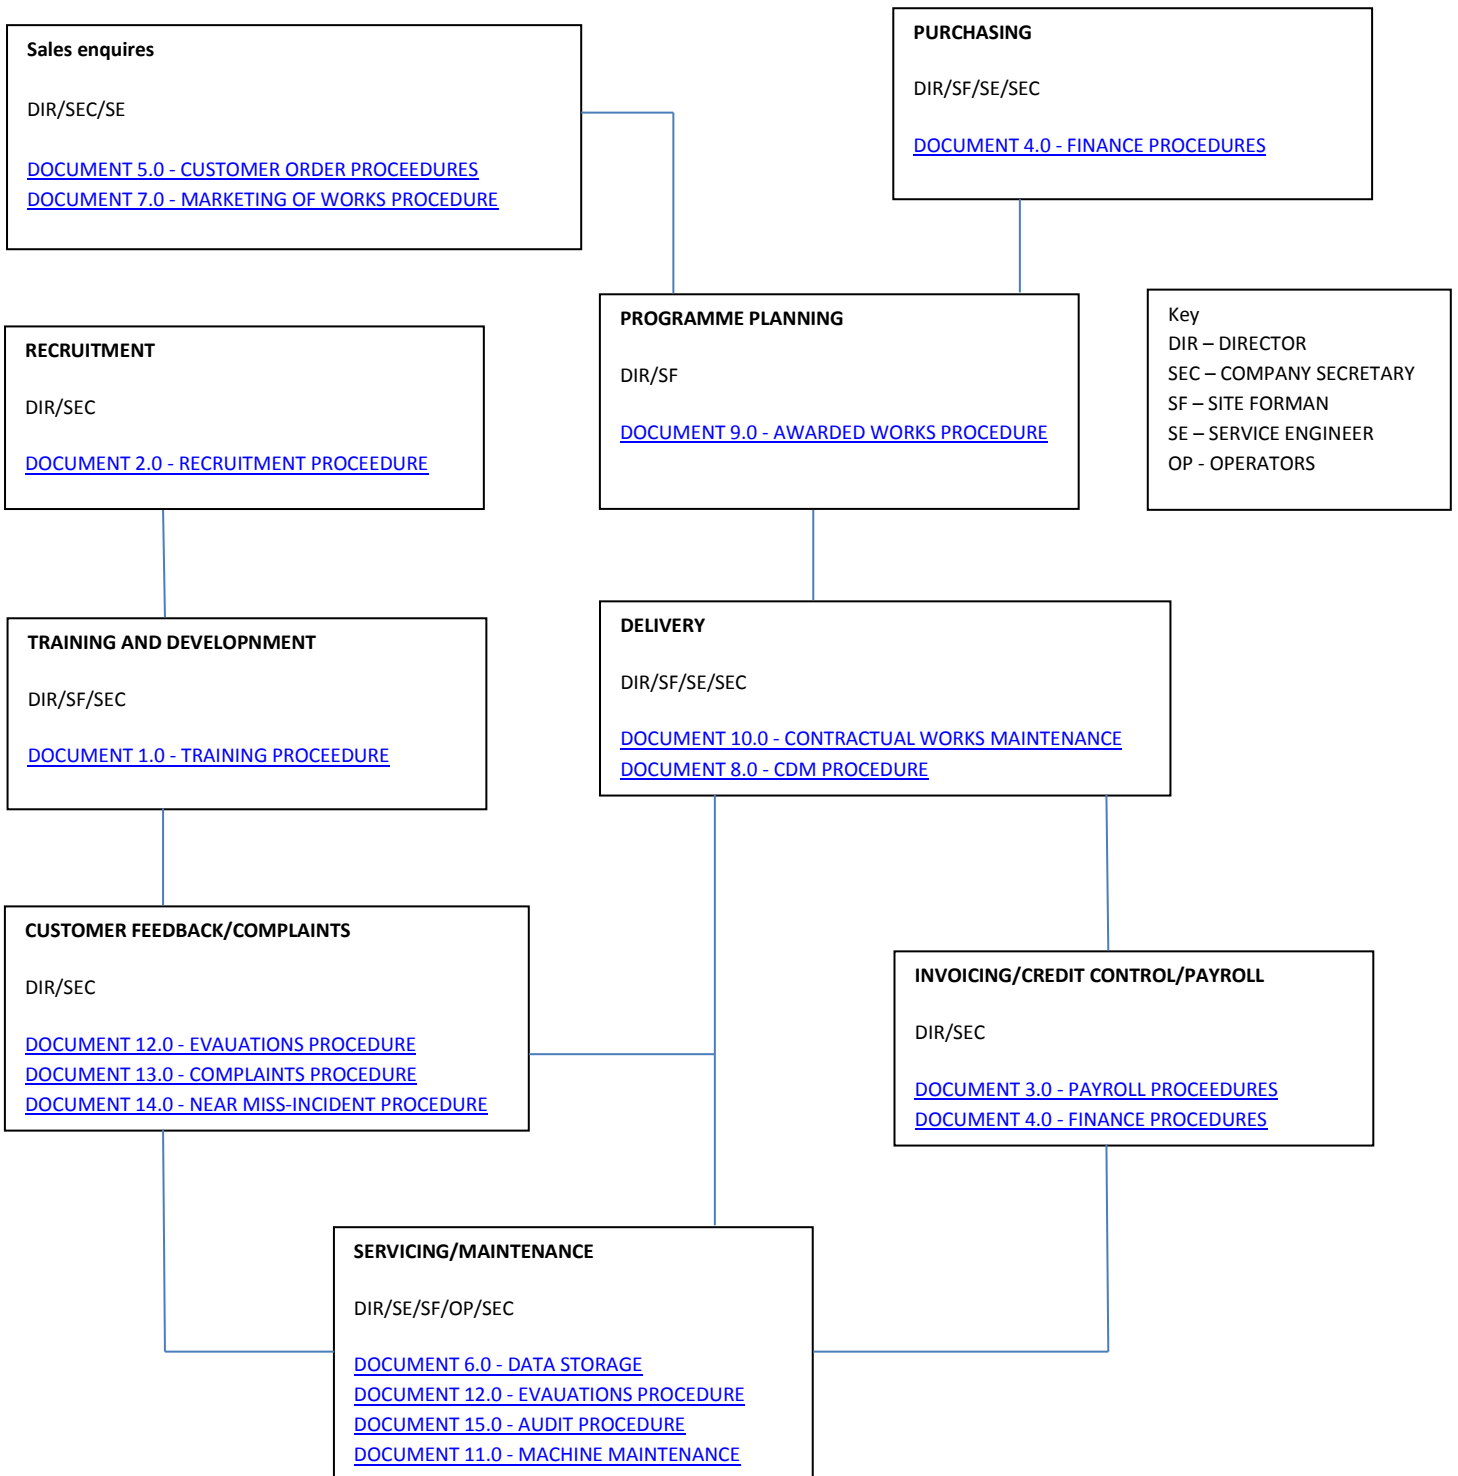 Sales enquires
DIR/SEC/SE
DOCUMENT 5.0 - CUSTOMER ORDER PROCEEDURES
DOCUMENT 7.0 - MARKETING OF WORKS PROCEDURE
PURCHASING
DIR/SF/SE/SEC
DOCUMENT 4.0 - FINANCE PROCEDURES
RECRUITMENT
DIR/SEC
DOCUMENT 2.0 - RECRUITMENT PROCEEDURE
PROGRAMME PLANNING
DIR/SF
DOCUMENT 9.0 - AWARDED WORKS PROCEDURE
Key
DIR – DIRECTOR
SEC – COMPANY SECRETARY
SF – SITE FORMAN
SE – SERVICE ENGINEER
OP - OPERATORS
TRAINING AND DEVELOPNMENT
DIR/SF/SEC
DOCUMENT 1.0 - TRAINING PROCEEDURE
DELIVERY
DIR/SF/SE/SEC
DOCUMENT 10.0 - CONTRACTUAL WORKS MAINTENANCE
DOCUMENT 8.0 - CDM PROCEDURE
CUSTOMER FEEDBACK/COMPLAINTS
DIR/SEC
DOCUMENT 12.0 - EVAUATIONS PROCEDURE
DOCUMENT 13.0 - COMPLAINTS PROCEDURE
DOCUMENT 14.0 - NEAR MISS-INCIDENT PROCEDURE
INVOICING/CREDIT CONTROL/PAYROLL
DIR/SEC
DOCUMENT 3.0 - PAYROLL PROCEEDURES
DOCUMENT 4.0 - FINANCE PROCEDURES
SERVICING/MAINTENANCE
DIR/SE/SF/OP/SEC
DOCUMENT 6.0 - DATA STORAGE
DOCUMENT 12.0 - EVAUATIONS PROCEDURE
DOCUMENT 15.0 - AUDIT PROCEDURE
DOCUMENT 11.0 - MACHINE MAINTENANCE